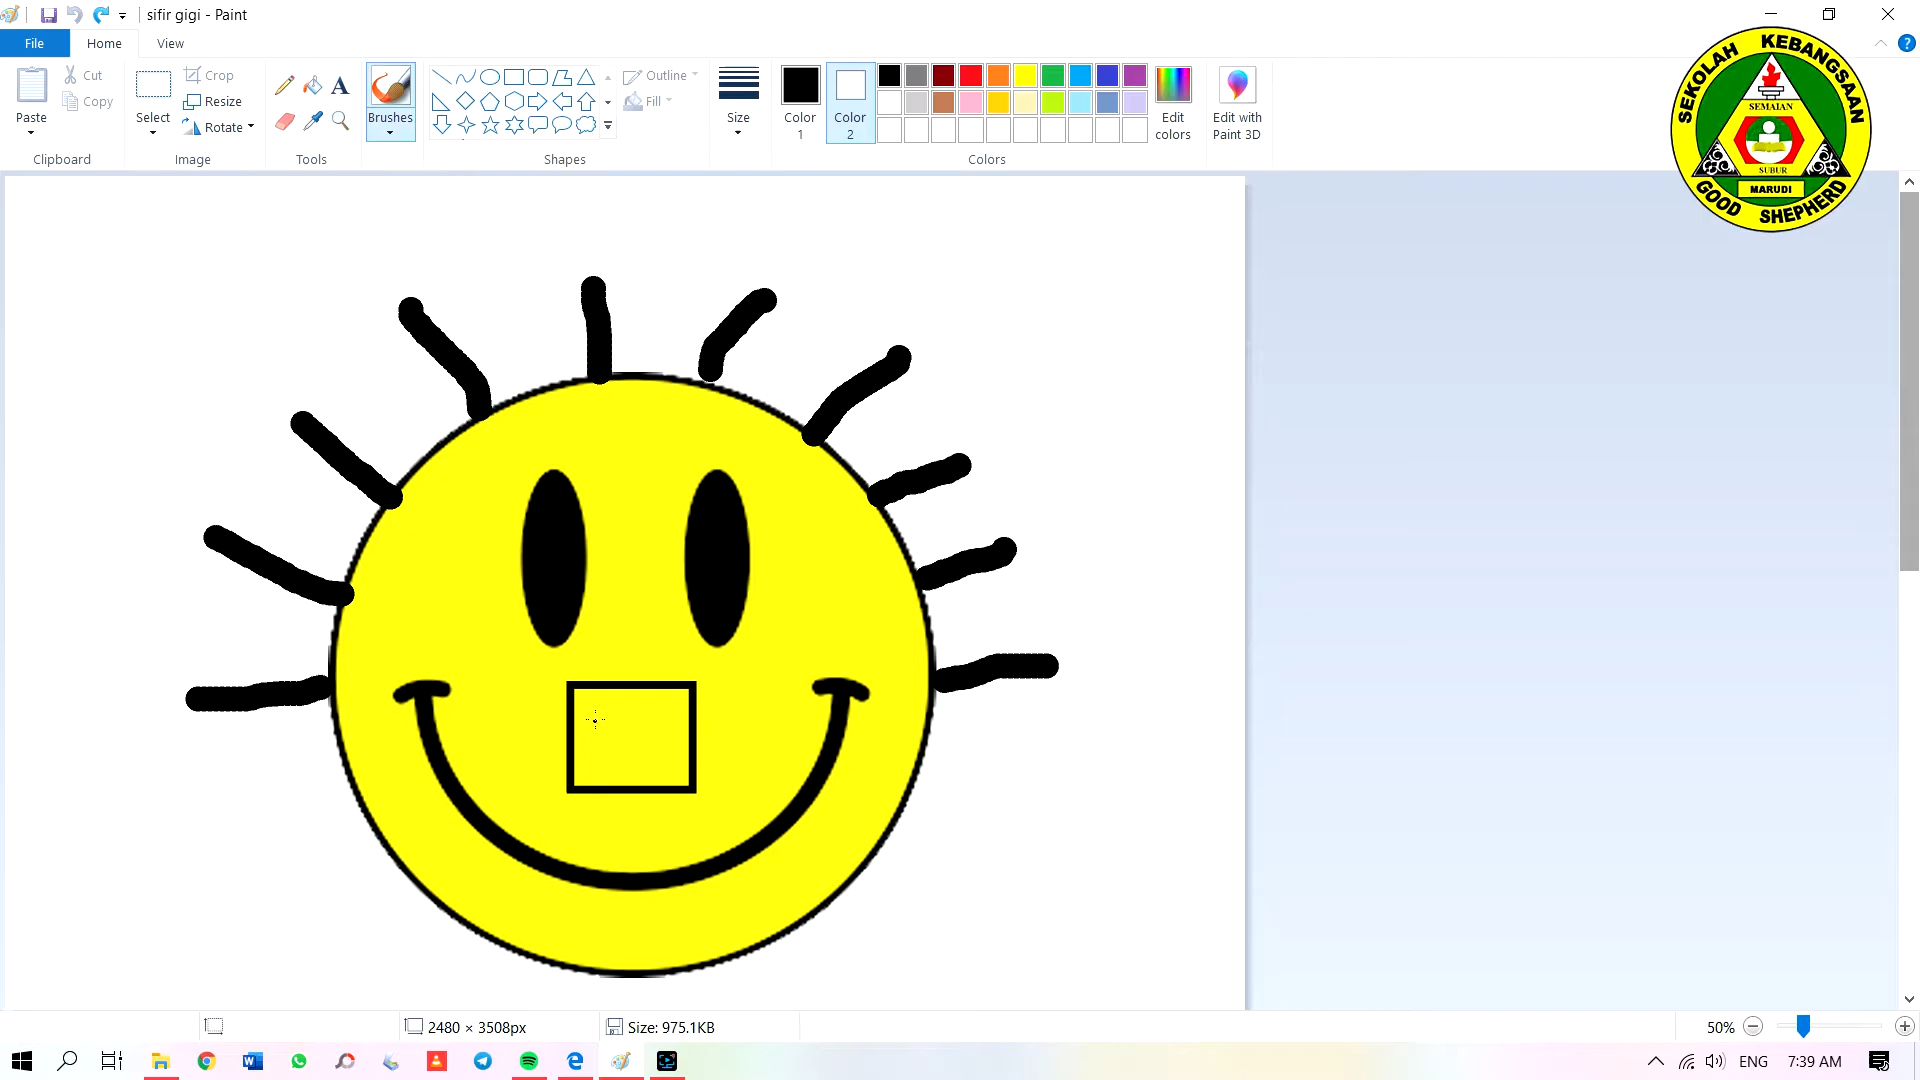 sifir gigi - Paint
File
Home
View
Cut
Copy
Paste
Clipboard
Select
Crop
Resize
Rotate
Image
Tools
Brushes
Outline
Fill
Shapes
Size
Color
1
Color
2
Colors
Edit
colors
Edit with
Paint 3D
SEKOLAH KEBANGSAAN
SEMAIAN
SUBUR
MARUDI
GOOD SHEPHERD
2480 × 3508px
Size: 975.1KB
50%
ENG
7:39 AM